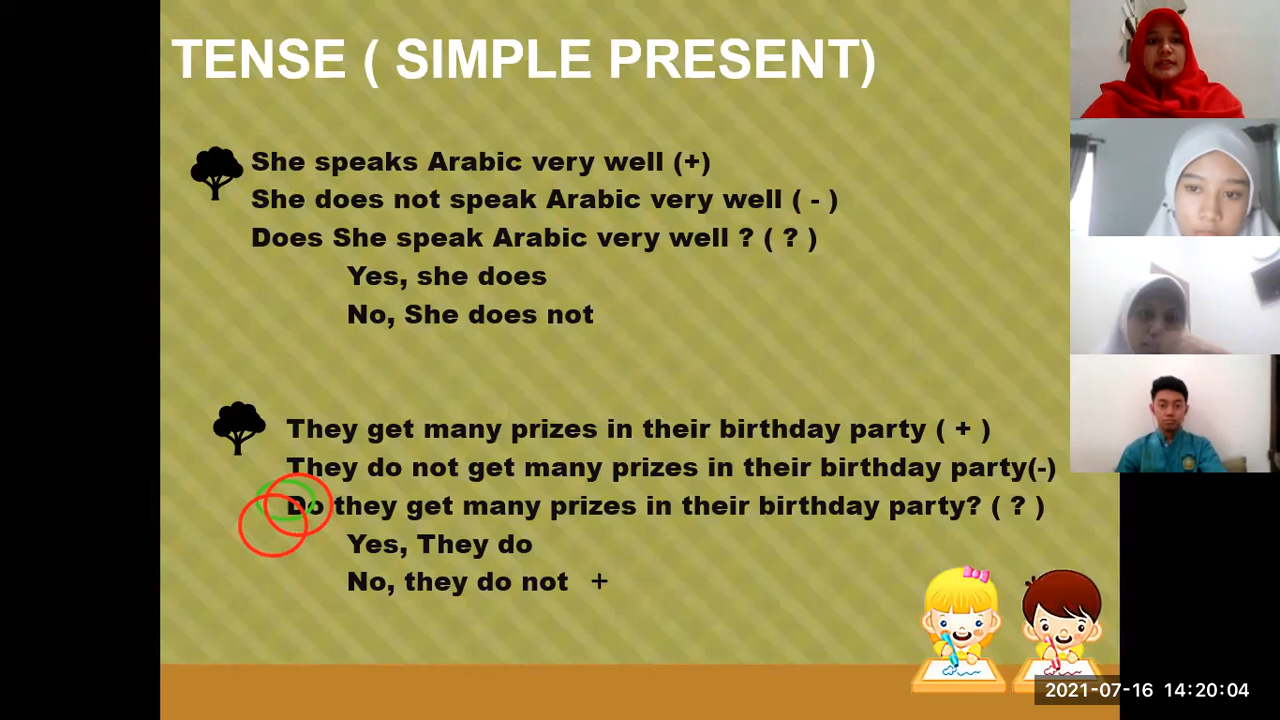 TENSE ( SIMPLE PRESENT)
She speaks Arabic very well (+)
She does not speak Arabic very well ( - )
Does She speak Arabic very well ? ( ? )
Yes, she does
No, She does not
They get many prizes in their birthday party ( + )
They do not get many prizes in their birthday party(-)
Do they get many prizes in their birthday party? ( ? )
Yes, They do
No, they do not +
2021-07-16 14:20:04